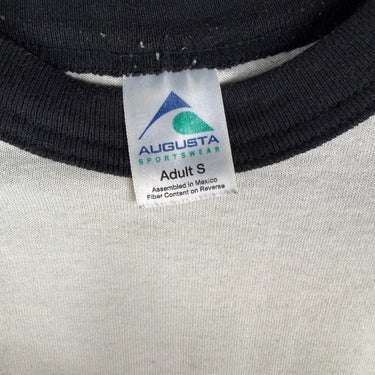 AUGUSTA
SPORTSWEAR
Adult S
Assembled in Mexico
Fiber Content on Reverse